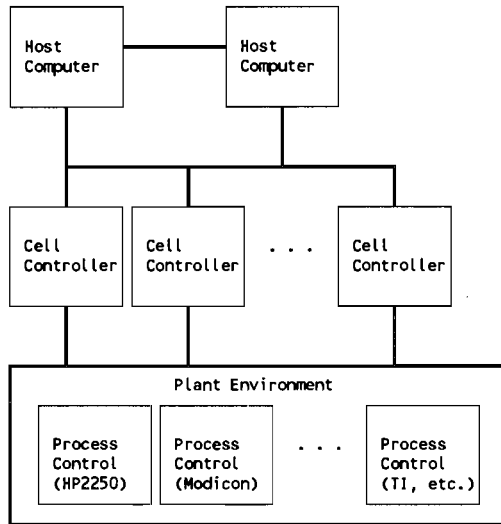 Host
Computer
Host
Computer
Cell
Controller
Cell
Controller
. . .
Cell
Controller
Plant Environment
Process
Control
(HP2250)
Process
Control
(Modicon)
. . .
Process
Control
(TI, etc.)